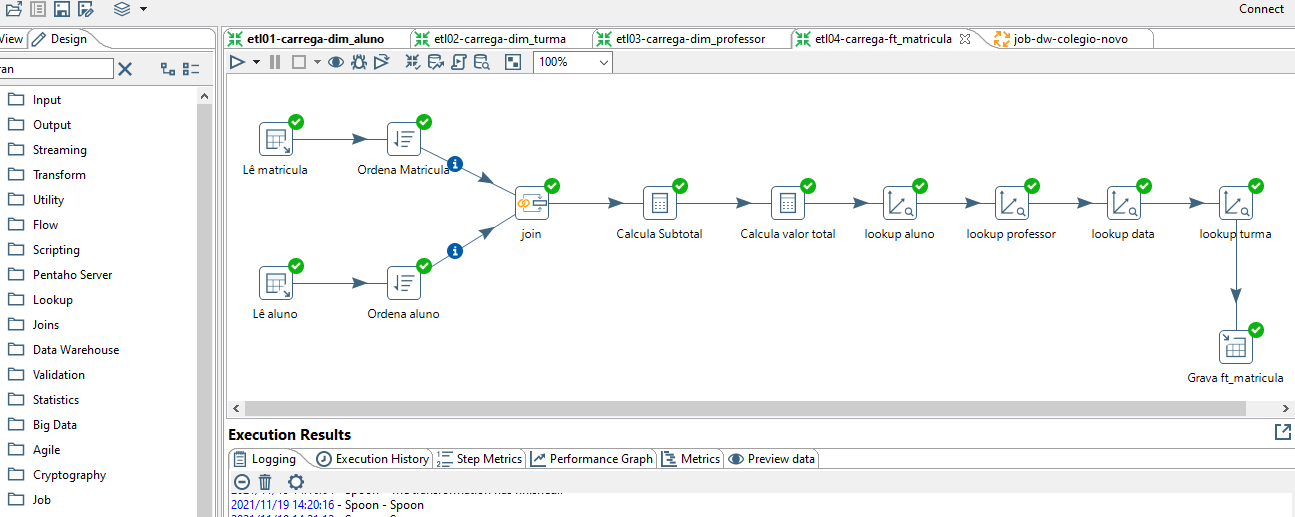 Connect
View Design
etl01-carrega-dim_aluno etl02-carrega-dim_turma etl03-carrega-dim_professor etl04-carrega-ft_matricula job-dw-colegio-novo
ran
100%
Input
Output
Streaming
Transform
Utility
Flow
Scripting
Pentaho Server
Lookup
Joins
Data Warehouse
Validation
Statistics
Big Data
Agile
Cryptography
Job
Lê matricula
Ordena Matricula
join
Calcula Subtotal
Calcula valor total
lookup aluno
lookup professor
lookup data
lookup turma
Lê aluno
Ordena aluno
Grava ft_matricula
Execution Results
Logging Execution History Step Metrics Performance Graph Metrics Preview data
2021/11/19 14:20:16 - Spoon - Spoon